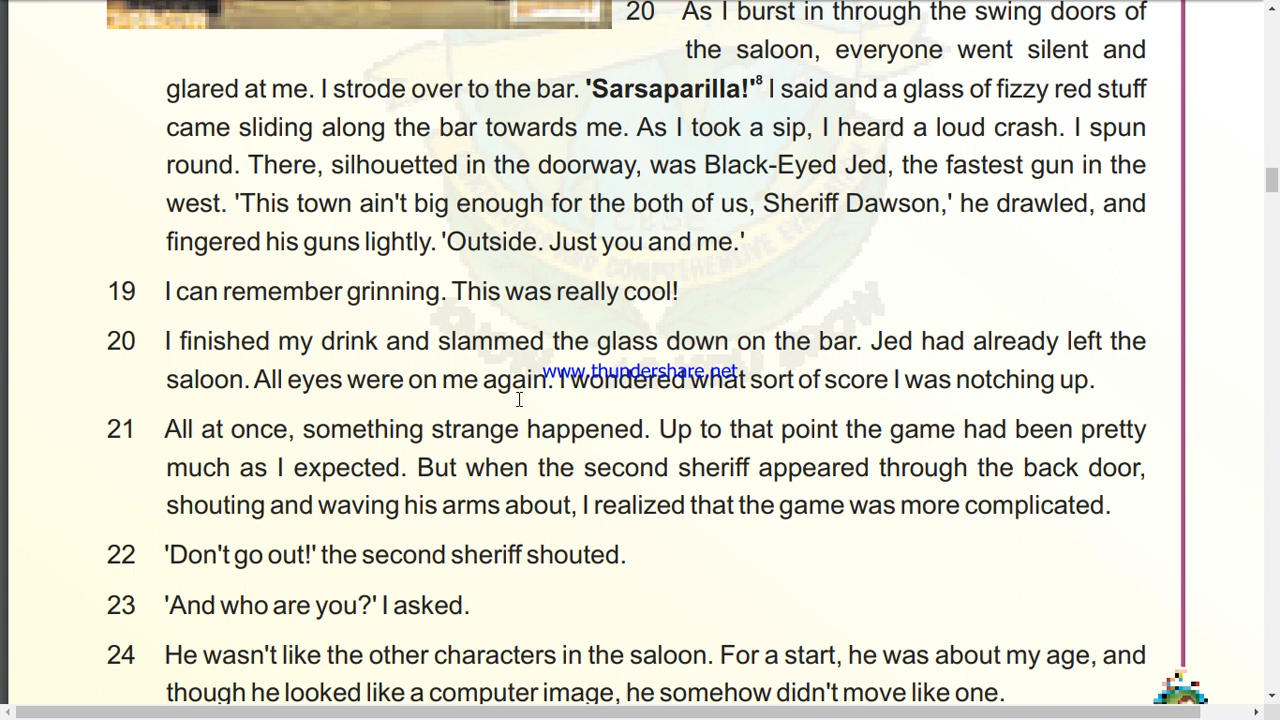 20 As I burst in through the swing doors of
the saloon, everyone went silent and
glared at me. I strode over to the bar. 'Sarsaparilla!'⁸ I said and a glass of fizzy red stuff
came sliding along the bar towards me. As I took a sip, I heard a loud crash. I spun
round. There, silhouetted in the doorway, was Black-Eyed Jed, the fastest gun in the
west. 'This town ain't big enough for the both of us, Sheriff Dawson,' he drawled, and
fingered his guns lightly. 'Outside. Just you and me.'
19 I can remember grinning. This was really cool!
20 I finished my drink and slammed the glass down on the bar. Jed had already left the
www.thundershare.net
saloon. All eyes were on me again. I wondered what sort of score I was notching up.
21 All at once, something strange happened. Up to that point the game had been pretty
much as I expected. But when the second sheriff appeared through the back door,
shouting and waving his arms about, I realized that the game was more complicated.
22 'Don't go out!' the second sheriff shouted.
23 'And who are you?' I asked.
24 He wasn't like the other characters in the saloon. For a start, he was about my age, and
though he looked like a computer image, he somehow didn't move like one.